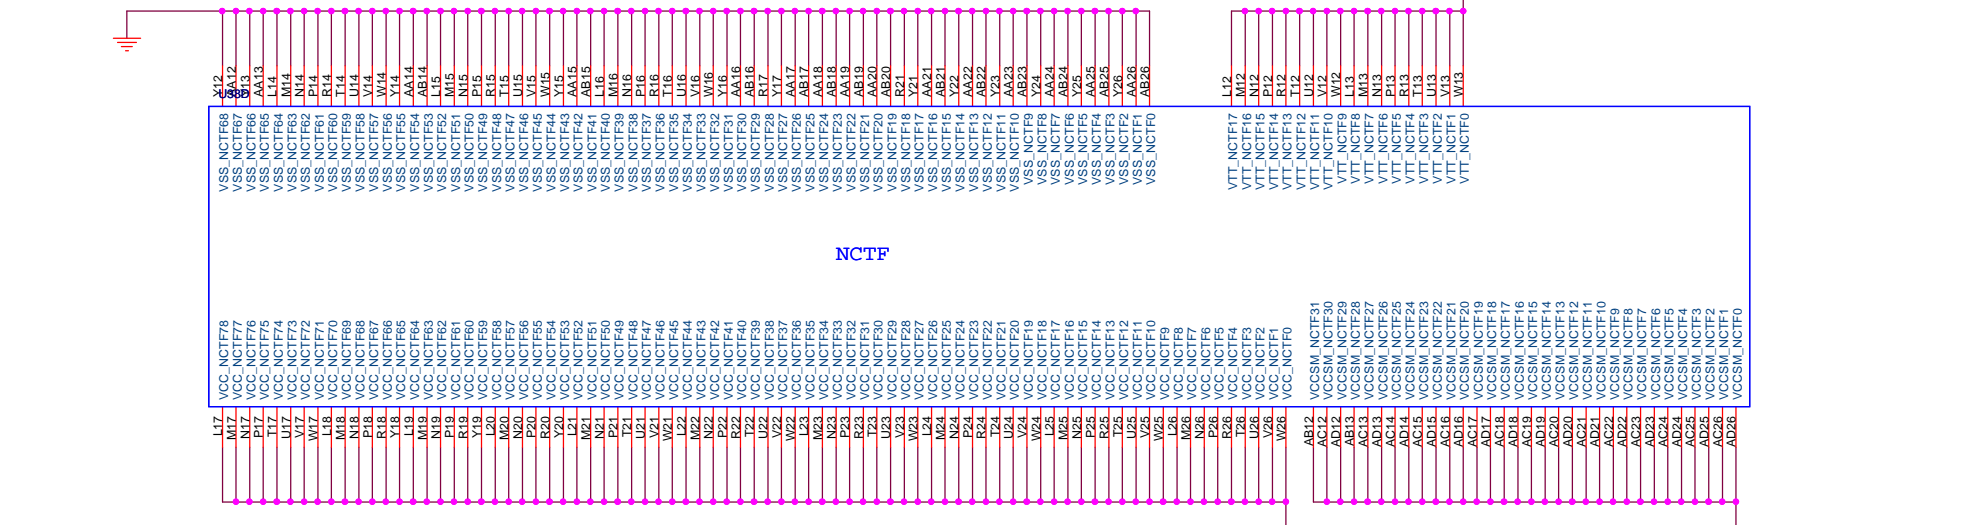 Y12 AA12 Y13 AA13 L14 M14 N14 P14 R14 T14 U14 V14 W14 Y14 AA14 AB14 L15 M15 N15 P15 R15 T15 U15 V15 W15 Y15 AA15 AB15 L16 M16 N16 P16 R16 T16 U16 V16 W16 Y16 AA16 AB16 R17 Y17 AA17 AB17 AA18 AB18 AA19 AB19 AA20 AB20 R21 Y21 AA21 AB21 Y22 AA22 AB22 Y23 AA23 AB23 Y24 AA24 AB24 Y25 AA25 AB25 Y26 AA26 AB26
L12 M12 N12 P12 R12 T12 U12 V12 W12 L13 M13 N13 P13 R13 T13 U13 V13 W13
VSS_NCTF68 VSS_NCTF67 VSS_NCTF66 VSS_NCTF65 VSS_NCTF64 VSS_NCTF63 VSS_NCTF62 VSS_NCTF61 VSS_NCTF60 VSS_NCTF59 VSS_NCTF58 VSS_NCTF57 VSS_NCTF56 VSS_NCTF55 VSS_NCTF54 VSS_NCTF53 VSS_NCTF52 VSS_NCTF51 VSS_NCTF50 VSS_NCTF49 VSS_NCTF48 VSS_NCTF47 VSS_NCTF46 VSS_NCTF45 VSS_NCTF44 VSS_NCTF43 VSS_NCTF42 VSS_NCTF41 VSS_NCTF40 VSS_NCTF39 VSS_NCTF38 VSS_NCTF37 VSS_NCTF36 VSS_NCTF35 VSS_NCTF34 VSS_NCTF33 VSS_NCTF32 VSS_NCTF31 VSS_NCTF30 VSS_NCTF29 VSS_NCTF28 VSS_NCTF27 VSS_NCTF26 VSS_NCTF25 VSS_NCTF24 VSS_NCTF23 VSS_NCTF22 VSS_NCTF21 VSS_NCTF20 VSS_NCTF19 VSS_NCTF18 VSS_NCTF17 VSS_NCTF16 VSS_NCTF15 VSS_NCTF14 VSS_NCTF13 VSS_NCTF12 VSS_NCTF11 VSS_NCTF10 VSS_NCTF9 VSS_NCTF8 VSS_NCTF7 VSS_NCTF6 VSS_NCTF5 VSS_NCTF4 VSS_NCTF3 VSS_NCTF2 VSS_NCTF1 VSS_NCTF0
VTT_NCTF17 VTT_NCTF16 VTT_NCTF15 VTT_NCTF14 VTT_NCTF13 VTT_NCTF12 VTT_NCTF11 VTT_NCTF10 VTT_NCTF9 VTT_NCTF8 VTT_NCTF7 VTT_NCTF6 VTT_NCTF5 VTT_NCTF4 VTT_NCTF3 VTT_NCTF2 VTT_NCTF1 VTT_NCTF0
NCTF
VCC_NCTF78 VCC_NCTF77 VCC_NCTF76 VCC_NCTF75 VCC_NCTF74 VCC_NCTF73 VCC_NCTF72 VCC_NCTF71 VCC_NCTF70 VCC_NCTF69 VCC_NCTF68 VCC_NCTF67 VCC_NCTF66 VCC_NCTF65 VCC_NCTF64 VCC_NCTF63 VCC_NCTF62 VCC_NCTF61 VCC_NCTF60 VCC_NCTF59 VCC_NCTF58 VCC_NCTF57 VCC_NCTF56 VCC_NCTF55 VCC_NCTF54 VCC_NCTF53 VCC_NCTF52 VCC_NCTF51 VCC_NCTF50 VCC_NCTF49 VCC_NCTF48 VCC_NCTF47 VCC_NCTF46 VCC_NCTF45 VCC_NCTF44 VCC_NCTF43 VCC_NCTF42 VCC_NCTF41 VCC_NCTF40 VCC_NCTF39 VCC_NCTF38 VCC_NCTF37 VCC_NCTF36 VCC_NCTF35 VCC_NCTF34 VCC_NCTF33 VCC_NCTF32 VCC_NCTF31 VCC_NCTF30 VCC_NCTF29 VCC_NCTF28 VCC_NCTF27 VCC_NCTF26 VCC_NCTF25 VCC_NCTF24 VCC_NCTF23 VCC_NCTF22 VCC_NCTF21 VCC_NCTF20 VCC_NCTF19 VCC_NCTF18 VCC_NCTF17 VCC_NCTF16 VCC_NCTF15 VCC_NCTF14 VCC_NCTF13 VCC_NCTF12 VCC_NCTF11 VCC_NCTF10 VCC_NCTF9 VCC_NCTF8 VCC_NCTF7 VCC_NCTF6 VCC_NCTF5 VCC_NCTF4 VCC_NCTF3 VCC_NCTF2 VCC_NCTF1 VCC_NCTF0
VCCSM_NCTF31 VCCSM_NCTF30 VCCSM_NCTF29 VCCSM_NCTF28 VCCSM_NCTF27 VCCSM_NCTF26 VCCSM_NCTF25 VCCSM_NCTF24 VCCSM_NCTF23 VCCSM_NCTF22 VCCSM_NCTF21 VCCSM_NCTF20 VCCSM_NCTF19 VCCSM_NCTF18 VCCSM_NCTF17 VCCSM_NCTF16 VCCSM_NCTF15 VCCSM_NCTF14 VCCSM_NCTF13 VCCSM_NCTF12 VCCSM_NCTF11 VCCSM_NCTF10 VCCSM_NCTF9 VCCSM_NCTF8 VCCSM_NCTF7 VCCSM_NCTF6 VCCSM_NCTF5 VCCSM_NCTF4 VCCSM_NCTF3 VCCSM_NCTF2 VCCSM_NCTF1 VCCSM_NCTF0
L17 M17 N17 P17 T17 U17 V17 W17 L18 M18 N18 P18 R18 Y18 L19 M19 N19 P19 R19 Y19 L20 M20 N20 P20 R20 Y20 L21 M21 N21 P21 T21 U21 V21 W21 L22 M22 N22 P22 R22 T22 U22 V22 W22 L23 M23 N23 P23 R23 T23 U23 V23 W23 L24 M24 N24 P24 R24 T24 U24 V24 W24 L25 M25 N25 P25 R25 T25 U25 V25 W25 L26 M26 N26 P26 R26 T26 U26 V26 W26
AB12 AC12 AD12 AB13 AC13 AD13 AC14 AD14 AC15 AD15 AC16 AD16 AC17 AD17 AC18 AD18 AC19 AD19 AC20 AD20 AC21 AD21 AC22 AD22 AC23 AD23 AC24 AD24 AC25 AD25 AC26 AD26